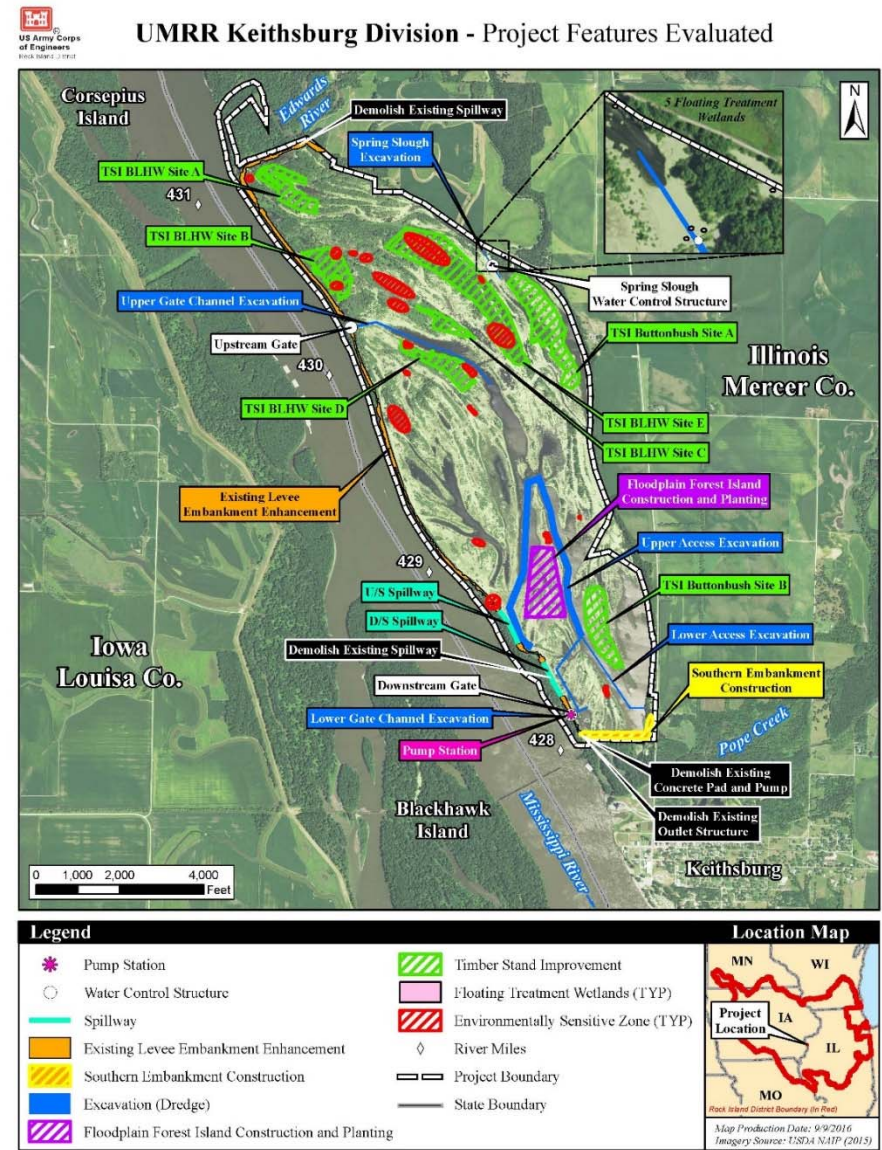 US Army Corps
of Engineers
Rock Island District
UMRR Keithsburg Division - Project Features Evaluated
Corsepius
Island
Edwards
River
Demolish Existing Spillway
Spring Slough
Excavation
5 Floating Treatment
Wetlands
N
TSI BLHW Site A
431
TSI BLHW Site B
Spring Slough
Water Control Structure
Upper Gate Channel Excavation
TSI Buttonbush Site A
Upstream Gate
Illinois
Mercer Co.
430
TSI BLHW Site D
TSI BLHW Site E
TSI BLHW Site C
Floodplain Forest Island
Construction and Planting
Existing Levee
Embankment Enhancement
Upper Access Excavation
429
U/S Spillway
TSI Buttonbush Site B
D/S Spillway
Demolish Existing Spillway
Lower Access Excavation
Iowa
Louisa Co.
Downstream Gate
Southern Embankment
Construction
Lower Gate Channel Excavation
428
Pope Creek
Pump Station
Demolish Existing
Concrete Pad and Pump
Blackhawk
Island
Mississippi River
Demolish Existing
Outlet Structure
Keithsburg
0 1,000 2,000 4,000
Feet
Legend
Pump Station
Water Control Structure
Spillway
Existing Levee Embankment Enhancement
Southern Embankment Construction
Excavation (Dredge)
Floodplain Forest Island Construction and Planting
Timber Stand Improvement
Floating Treatment Wetlands (TYP)
Environmentally Sensitive Zone (TYP)
River Miles
Project Boundary
State Boundary
Location Map
MN
WI
IA
Project
Location
IL
MO
Rock Island District Boundary (In Red)
Map Production Date: 9/9/2016
Imagery Source: USDA NAIP (2015)